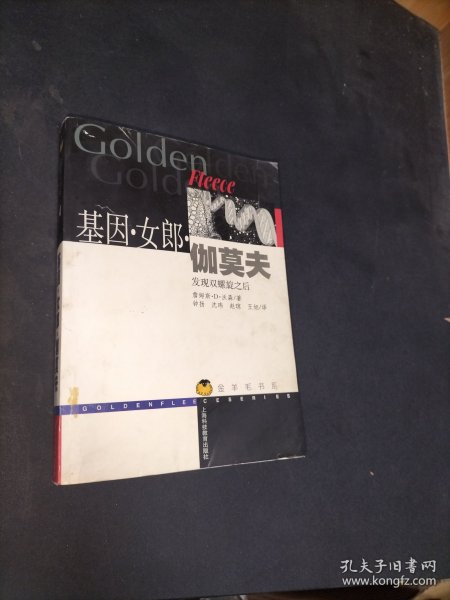 Golden
Golden
Fleece
基因·女郎·
伽莫夫
发现双螺旋之后
詹姆斯·D·沃森/著
钟扬 沈玮 赵琼 王旭/译
金羊毛书系
GOLDENFLEECESERIES
上海科技教育出版社
孔夫子旧书网
www.kongfz.com